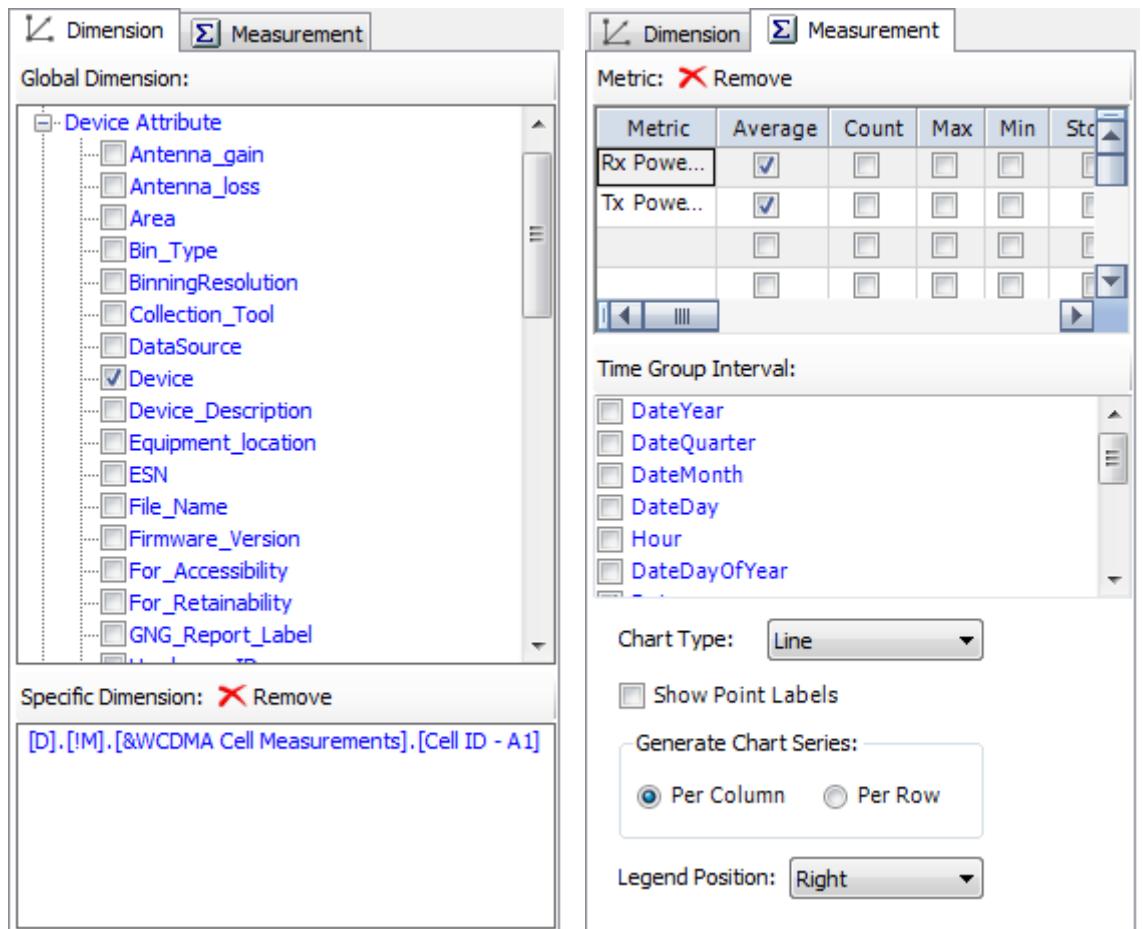 Dimension
Σ Measurement
Global Dimension:
Device Attribute
Antenna_gain
Antenna_loss
Area
Bin_Type
BinningResolution
Collection_Tool
DataSource
Device
Device_Description
Equipment_location
ESN
File_Name
Firmware_Version
For_Accessibility
For_Retainability
GNG_Report_Label
Specific Dimension: Remove
[D].[!M].[&WCDMA Cell Measurements].[Cell ID - A1]
Dimension
Σ Measurement
Metric: Remove
Metric Average Count Max Min
Rx Powe...
Tx Powe...
Time Group Interval:
DateYear
DateQuarter
DateMonth
DateDay
Hour
DateDayOfYear
Chart Type: Line
Show Point Labels
Generate Chart Series:
Per Column Per Row
Legend Position: Right